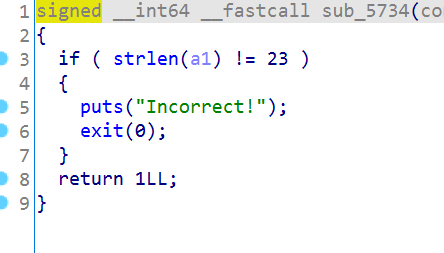 1 signed __int64 __fastcall sub_5734(co
2 {
3 if ( strlen(a1) != 23 )
4 {
5 puts("Incorrect!");
6 exit(0);
7 }
8 return 1LL;
9 }